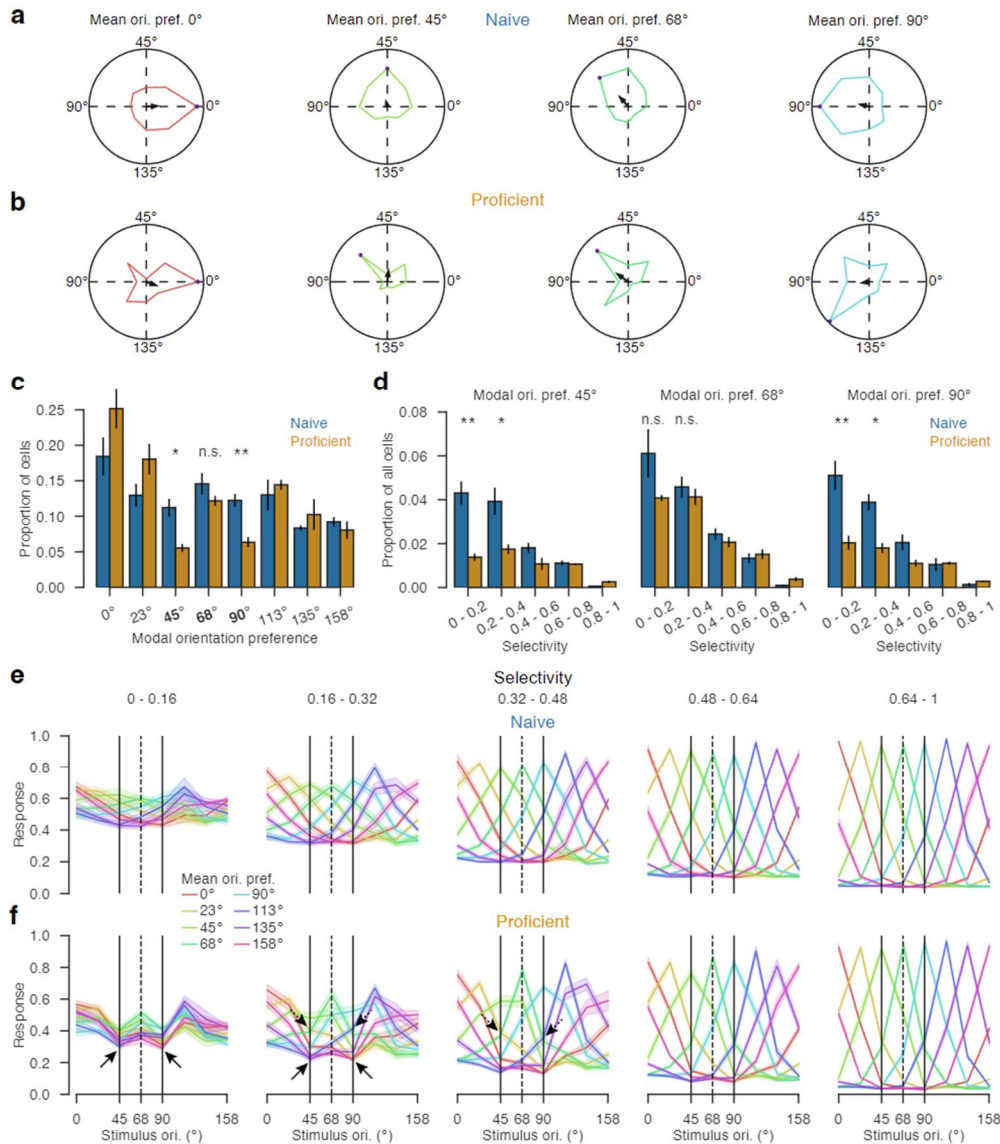 a
Naive
Mean ori. pref. 0° Mean ori. pref. 45° Mean ori. pref. 68° Mean ori. pref. 90°
45° 45° 45° 45°
90° 0° 90° 0° 90° 0° 90° 0°
135° 135° 135° 135°
b
Proficient
45° 45° 45° 45°
90° 0° 90° 0° 90° 0° 90° 0°
135° 135° 135° 135°
c
Proportion of cells
0.25
0.20
0.15
0.10
0.05
0.00
Naive
Proficient
* n.s. **
0° 23° 45° 68° 90° 113° 135° 158°
Modal orientation preference
d
Modal ori. pref. 45° Modal ori. pref. 68° Modal ori. pref. 90°
Proportion of all cells
0.08
0.06
0.04
0.02
0.00
** * n.s. n.s. ** *
Naive
Proficient
0 - 0.2 0.2 - 0.4 0.4 - 0.6 0.6 - 0.8 0.8 - 1 0 - 0.2 0.2 - 0.4 0.4 - 0.6 0.6 - 0.8 0.8 - 1 0 - 0.2 0.2 - 0.4 0.4 - 0.6 0.6 - 0.8 0.8 - 1
Selectivity Selectivity Selectivity
e
Selectivity
0 - 0.16 0.16 - 0.32 0.32 - 0.48 0.48 - 0.64 0.64 - 1
Naive
Response
1.0
0.8
0.6
0.4
0.2
0.0
Mean ori. pref.
0° 90°
23° 113°
45° 135°
68° 158°
f
Proficient
Response
1.0
0.8
0.6
0.4
0.2
0.0
0 45 68 90 158 0 45 68 90 158 0 45 68 90 158 0 45 68 90 158 0 45 68 90 158
Stimulus ori. (°) Stimulus ori. (°) Stimulus ori. (°) Stimulus ori. (°) Stimulus ori. (°)